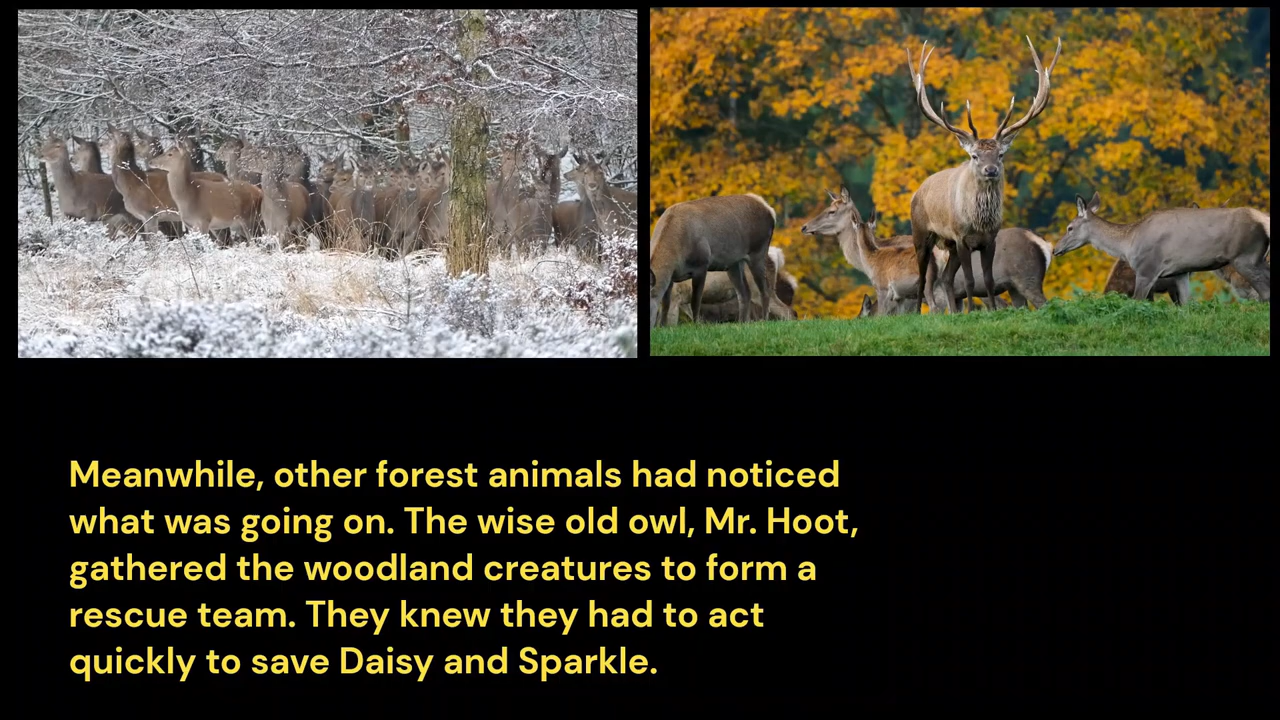 Meanwhile, other forest animals had noticed
what was going on. The wise old owl, Mr. Hoot,
gathered the woodland creatures to form a
rescue team. They knew they had to act
quickly to save Daisy and Sparkle.